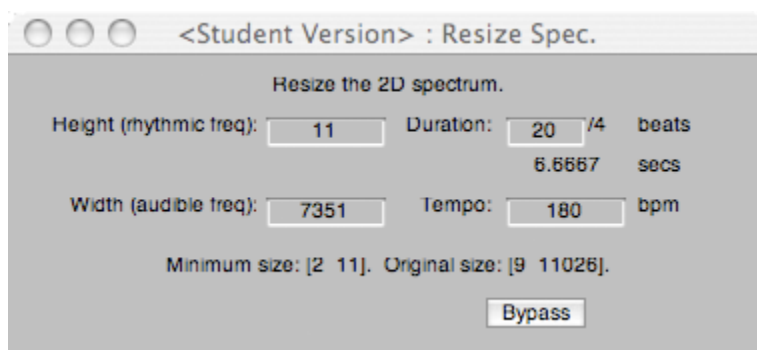 <Student Version> : Resize Spec.
Resize the 2D spectrum.
Height (rhythmic freq): 11 Duration: 20 /4 beats
6.6667 secs
Width (audible freq): 7351 Tempo: 180 bpm
Minimum size: [2 11]. Original size: [9 11026].
Bypass